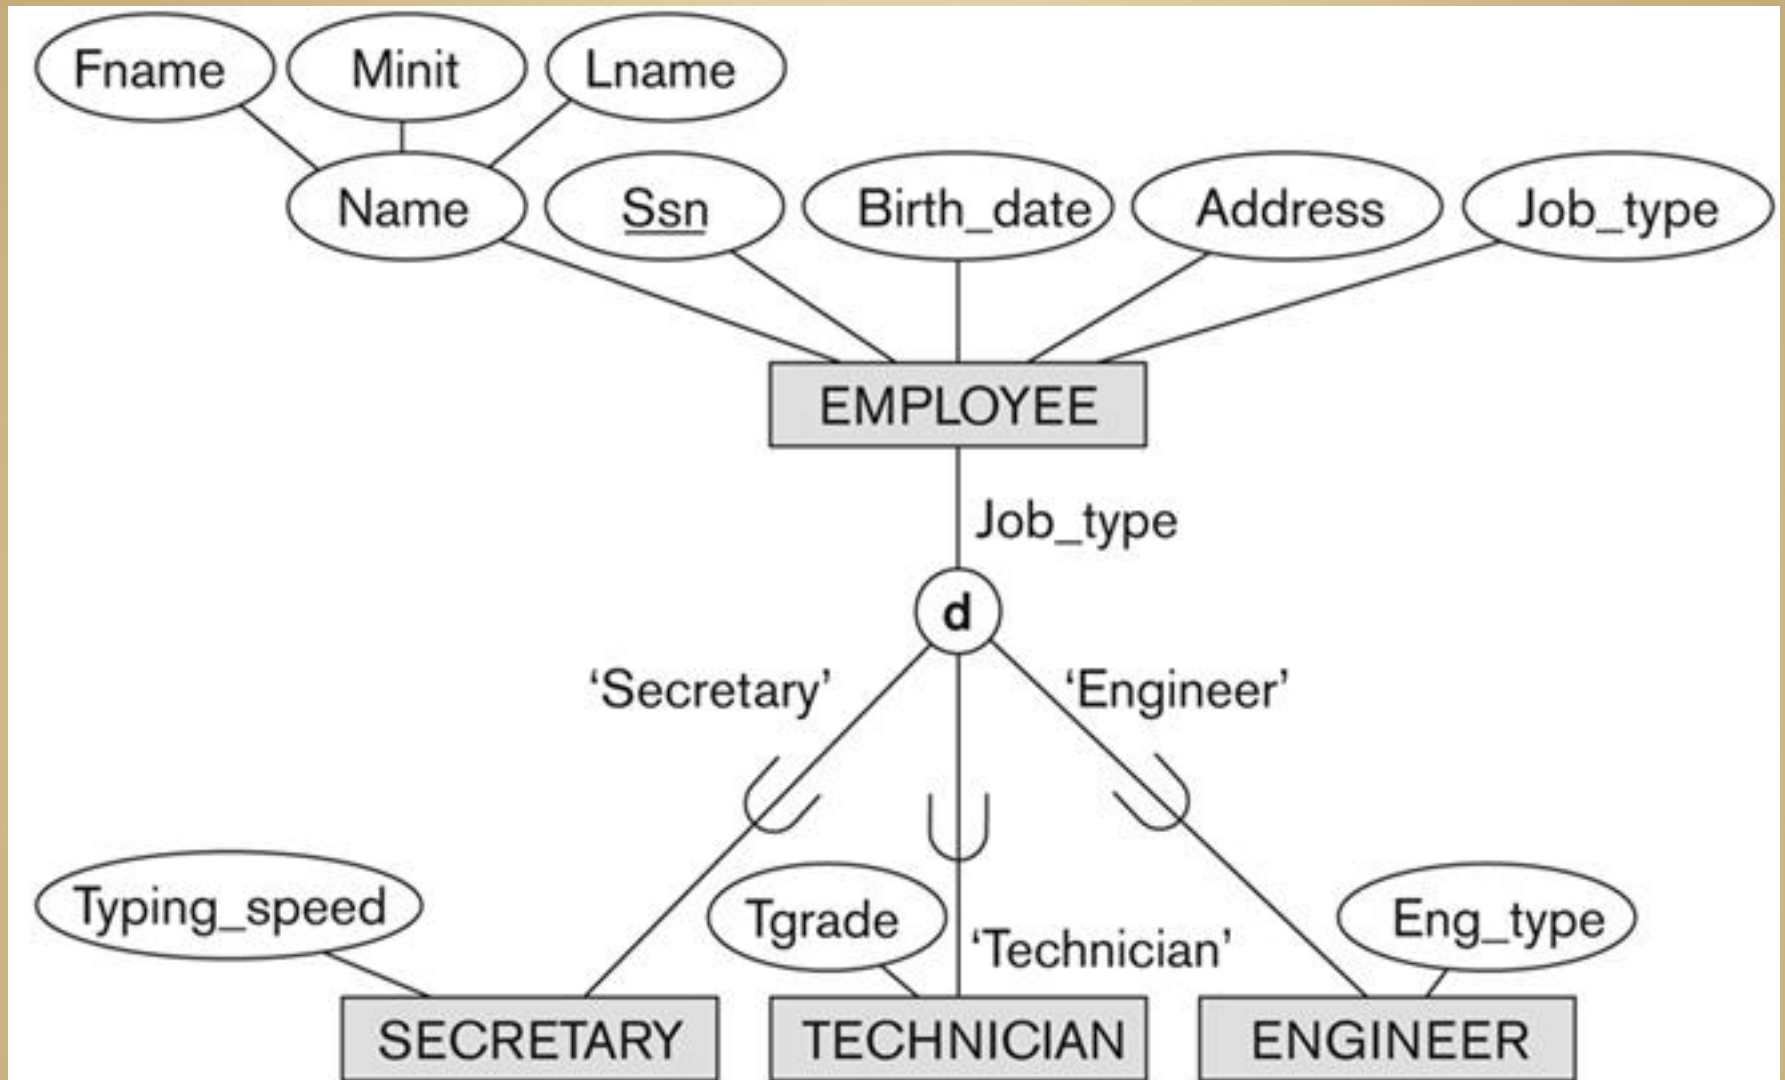 Fname Minit Lname
Name Ssn Birth_date Address Job_type
EMPLOYEE
Job_type
d
‘Secretary’ ‘Engineer’
Typing_speed Tgrade Eng_type
‘Technician’
SECRETARY TECHNICIAN ENGINEER